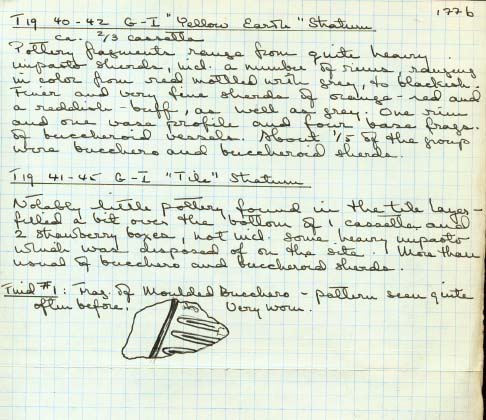 177b
T19 40-42 G-I "Yellow Earth" Stratum
ca. 2/3 cassetta
Pottery fragments range from quite heavy
impasto sherds, incl. a number of rims ranging
in color from red mottled with grey, to blackish.
Finer and very fine sherds of orange-red and
a reddish-buff, as well as grey. One rim
and one vase profile and four base frags.
of buccheroid vessels. About 1/5 of the group
were bucchero and buccheroid sherds.
T19 41-45 G-I "Tile" Stratum
Notably little pottery found in the tile layer-
filled a bit over the bottom of 1 cassetta and
2 strawberry boxes, not incl. some heavy impasto
which was disposed of on the site. More than
usual of bucchero and buccheroid sherds.
Find #1: Frag. of Moulded Bucchero - pattern seen quite
often before. Very worn.